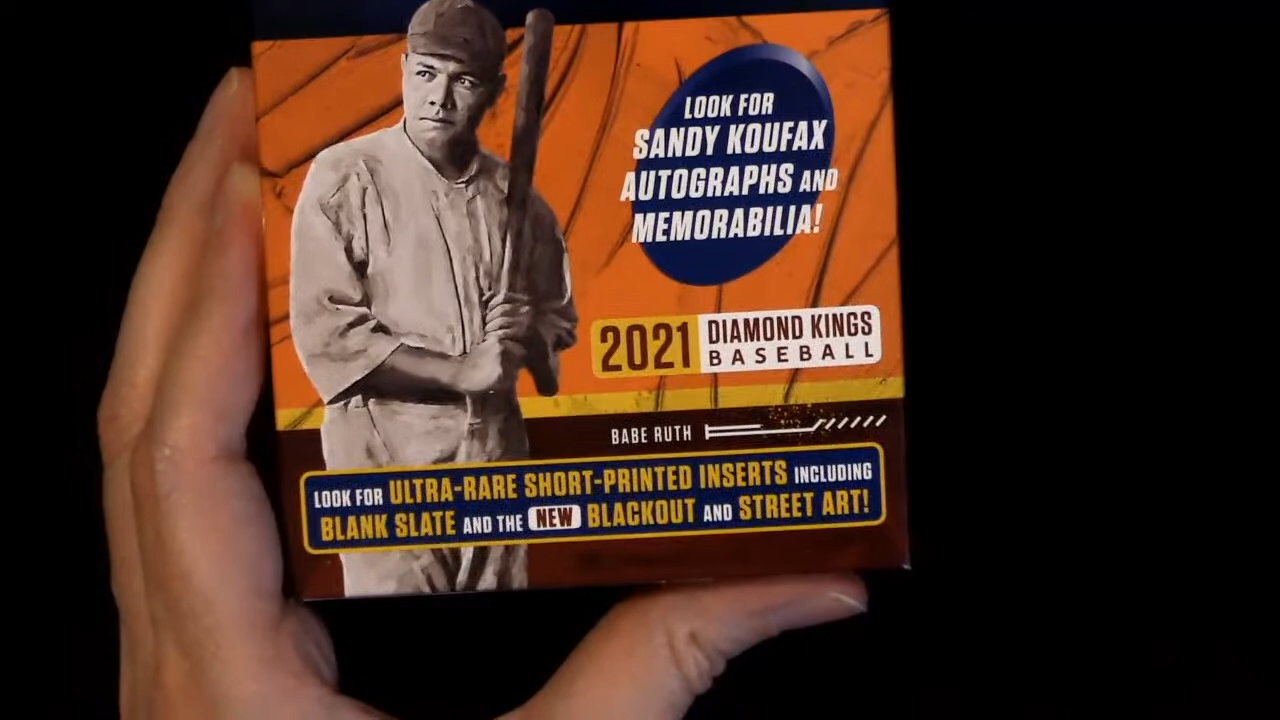 LOOK FOR
SANDY KOUFAX
AUTOGRAPHS AND
MEMORABILIA!
2021 DIAMOND KINGS
BASEBALL
BABE RUTH
LOOK FOR ULTRA-RARE SHORT-PRINTED INSERTS INCLUDING
BLANK SLATE AND THE NEW BLACKOUT AND STREET ART!